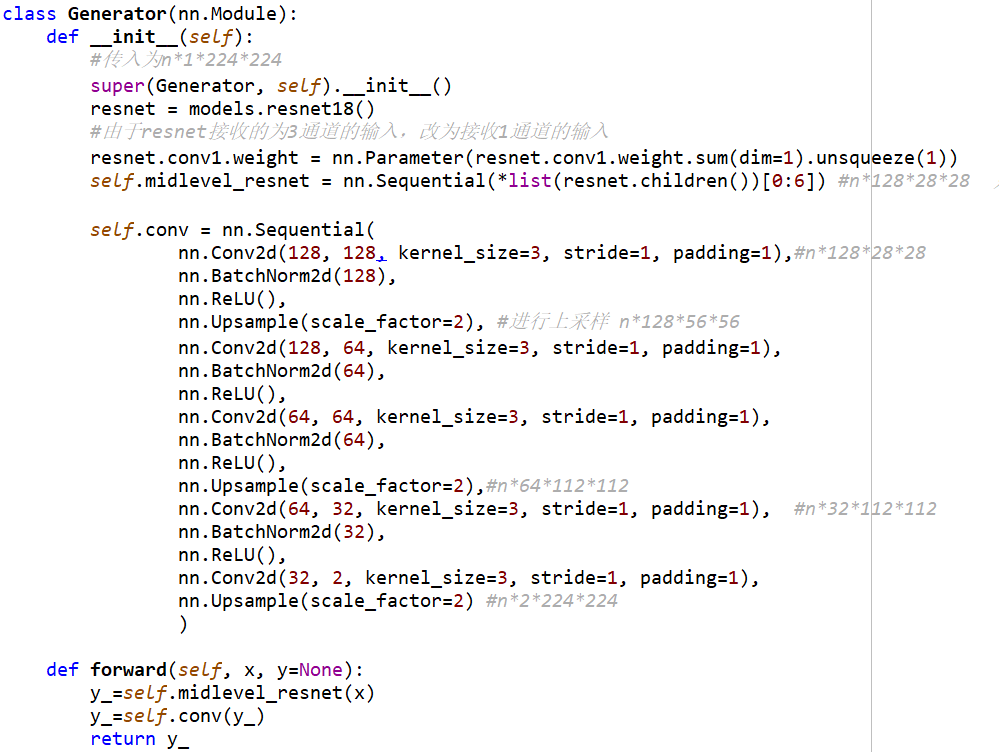 class Generator(nn.Module):
    def __init__(self):
        #传入为n*1*224*224
        super(Generator, self).__init__()
        resnet = models.resnet18()
        #由于resnet接收的为3通道的输入，改为接收1通道的输入
        resnet.conv1.weight = nn.Parameter(resnet.conv1.weight.sum(dim=1).unsqueeze(1))
        self.midlevel_resnet = nn.Sequential(*list(resnet.children())[0:6]) #n*128*28*28

        self.conv = nn.Sequential(
                nn.Conv2d(128, 128, kernel_size=3, stride=1, padding=1),#n*128*28*28
                nn.BatchNorm2d(128),
                nn.ReLU(),
                nn.Upsample(scale_factor=2), #进行上采样 n*128*56*56
                nn.Conv2d(128, 64, kernel_size=3, stride=1, padding=1),
                nn.BatchNorm2d(64),
                nn.ReLU(),
                nn.Conv2d(64, 64, kernel_size=3, stride=1, padding=1),
                nn.BatchNorm2d(64),
                nn.ReLU(),
                nn.Upsample(scale_factor=2),#n*64*112*112
                nn.Conv2d(64, 32, kernel_size=3, stride=1, padding=1),  #n*32*112*112
                nn.BatchNorm2d(32),
                nn.ReLU(),
                nn.Conv2d(32, 2, kernel_size=3, stride=1, padding=1),
                nn.Upsample(scale_factor=2) #n*2*224*224
                )

    def forward(self, x, y=None):
        y_=self.midlevel_resnet(x)
        y_=self.conv(y_)
        return y_